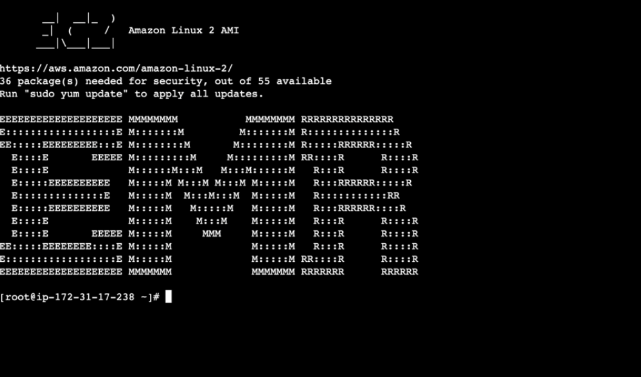 __|  __|_  )
       _|  (     /   Amazon Linux 2 AMI
      ___|\___|___|
https://aws.amazon.com/amazon-linux-2/
36 package(s) needed for security, out of 55 available
Run "sudo yum update" to apply all updates.
EEEEEEEEEEEEEEEEEEEE MMMMMMMM           MMMMMMMM RRRRRRRRRRRRRRR
E::::::::::::::::::E M:::::::M         M:::::::M R::::::::::::::R
EE:::::EEEEEEEEE:::E M::::::::M       M::::::::M R:::::RRRRRR:::::R
  E::::E       EEEEE M:::::::::M     M:::::::::M RR::::R      R::::R
  E::::E             M::::::M:::M   M:::M::::::M   R:::R      R::::R
  E:::::EEEEEEEEEE   M:::::M M:::M M:::M M:::::M   R:::RRRRRR:::::R
  E::::::::::::::E   M:::::M  M:::M:::M  M:::::M   R:::::::::::RR
  E:::::EEEEEEEEEE   M:::::M   M:::::M   M:::::M   R:::RRRRRR::::R
  E::::E             M:::::M    M:::M    M:::::M   R:::R      R::::R
  E::::E       EEEEE M:::::M     MMM     M:::::M   R:::R      R::::R
EE:::::EEEEEEEE::::E M:::::M             M:::::M   R:::R      R::::R
E::::::::::::::::::E M:::::M             M:::::M RR::::R      R::::R
EEEEEEEEEEEEEEEEEEEE MMMMMMM             MMMMMMM RRRRRRR      RRRRRR
[root@ip-172-31-17-238 ~]#